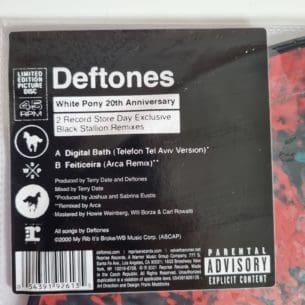 LIMITED
EDITION
PICTURE
DISC
45
RPM
Deftones
White Pony 20th Anniversary
2 Record Store Day Exclusive
Black Stallion Remixes
A Digital Bath (Telefon Tel Aviv Version)*
B Feiticeira (Arca Remix)**
Produced by Terry Date and Deftones
Mixed by Terry Date
*Produced by Joshua and Sabrina Eustis
**Remixed by Arca
Mastered by Howie Weinberg, Will Borza & Carl Rowatti
All songs by Deftones
©2000 My Rib It's Broke/WB Music Corp. (ASCAP)
PARENTAL
ADVISORY
EXPLICIT CONTENT